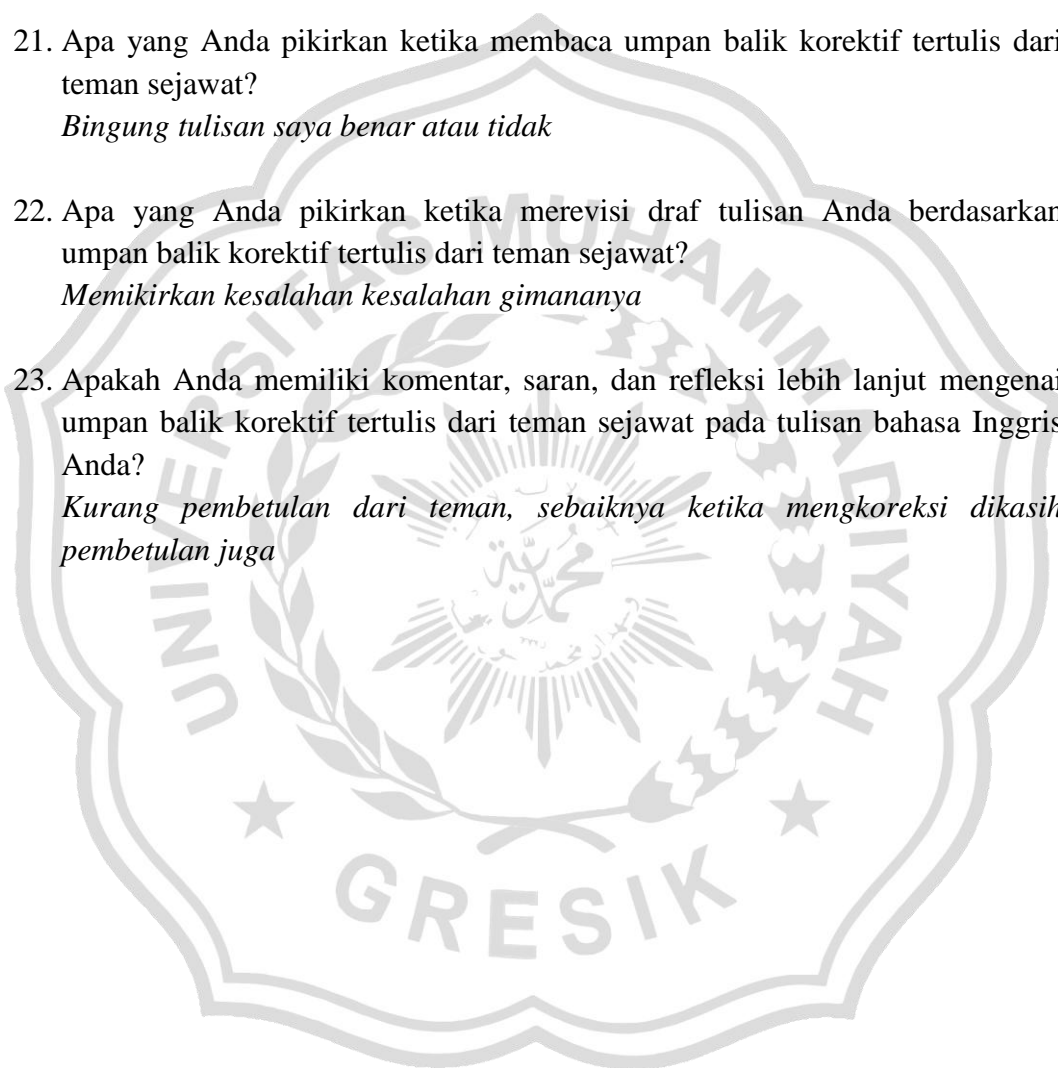 21. Apa yang Anda pikirkan ketika membaca umpan balik korektif tertulis dari
teman sejawat?
Bingung tulisan saya benar atau tidak
22. Apa yang Anda pikirkan ketika merevisi draf tulisan Anda berdasarkan
umpan balik korektif tertulis dari teman sejawat?
Memikirkan kesalahan kesalahan gimananya
23. Apakah Anda memiliki komentar, saran, dan refleksi lebih lanjut mengenai
umpan balik korektif tertulis dari teman sejawat pada tulisan bahasa Inggris
Anda?
Kurang pembetulan dari teman, sebaiknya ketika mengkoreksi dikasih
pembetulan juga
UNIVERSITAS MUHAMMADIYAH
GRESIK